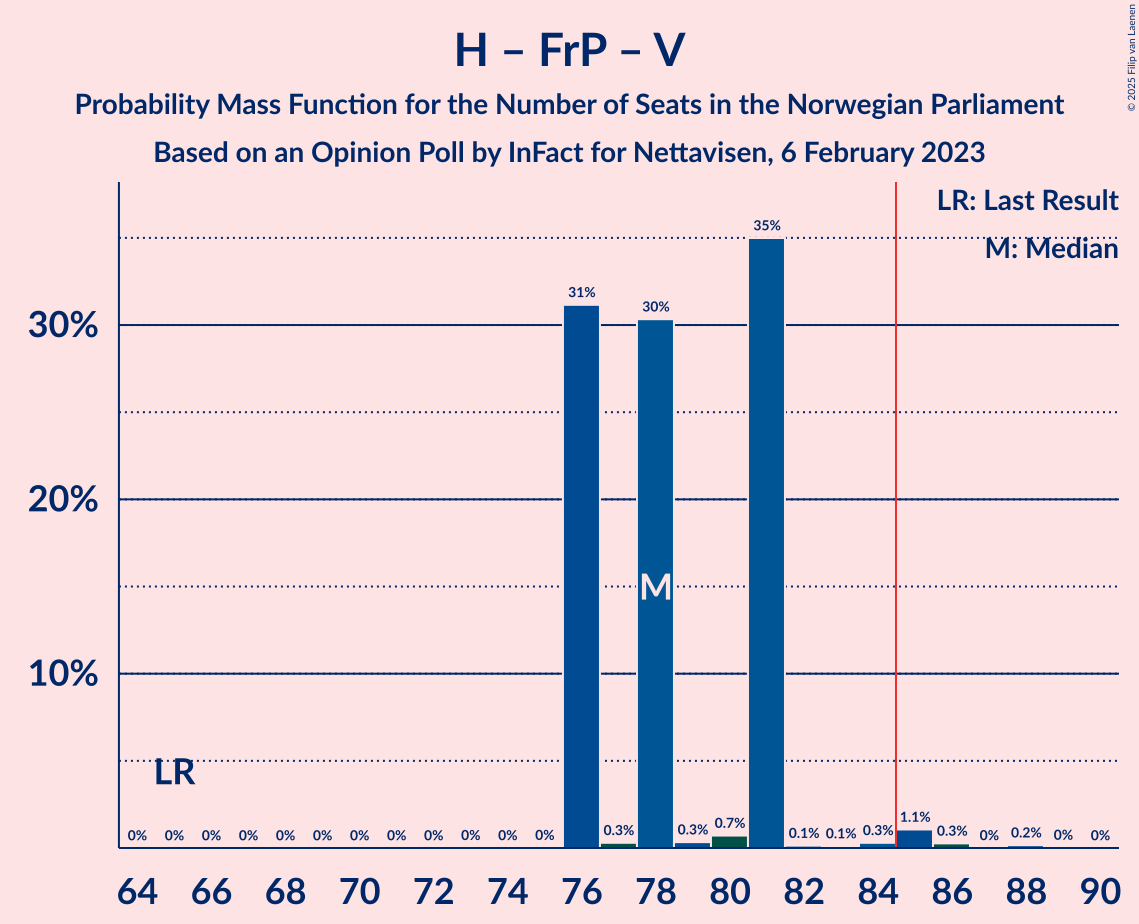 H – FrP – V
Probability Mass Function for the Number of Seats in the Norwegian Parliament
Based on an Opinion Poll by InFact for Nettavisen, 6 February 2023
© 2025 Filip van Laenen
LR: Last Result
M: Median
35%
31%
30%
30%
20%
M
10%
LR
0% 0% 0% 0% 0% 0% 0% 0% 0% 0% 0% 0% 0.3% 0.3% 0.7% 0.1% 0.1% 0.3% 1.1% 0.3% 0% 0.2% 0% 0%
64 66 68 70 72 74 76 78 80 82 84 86 88 90